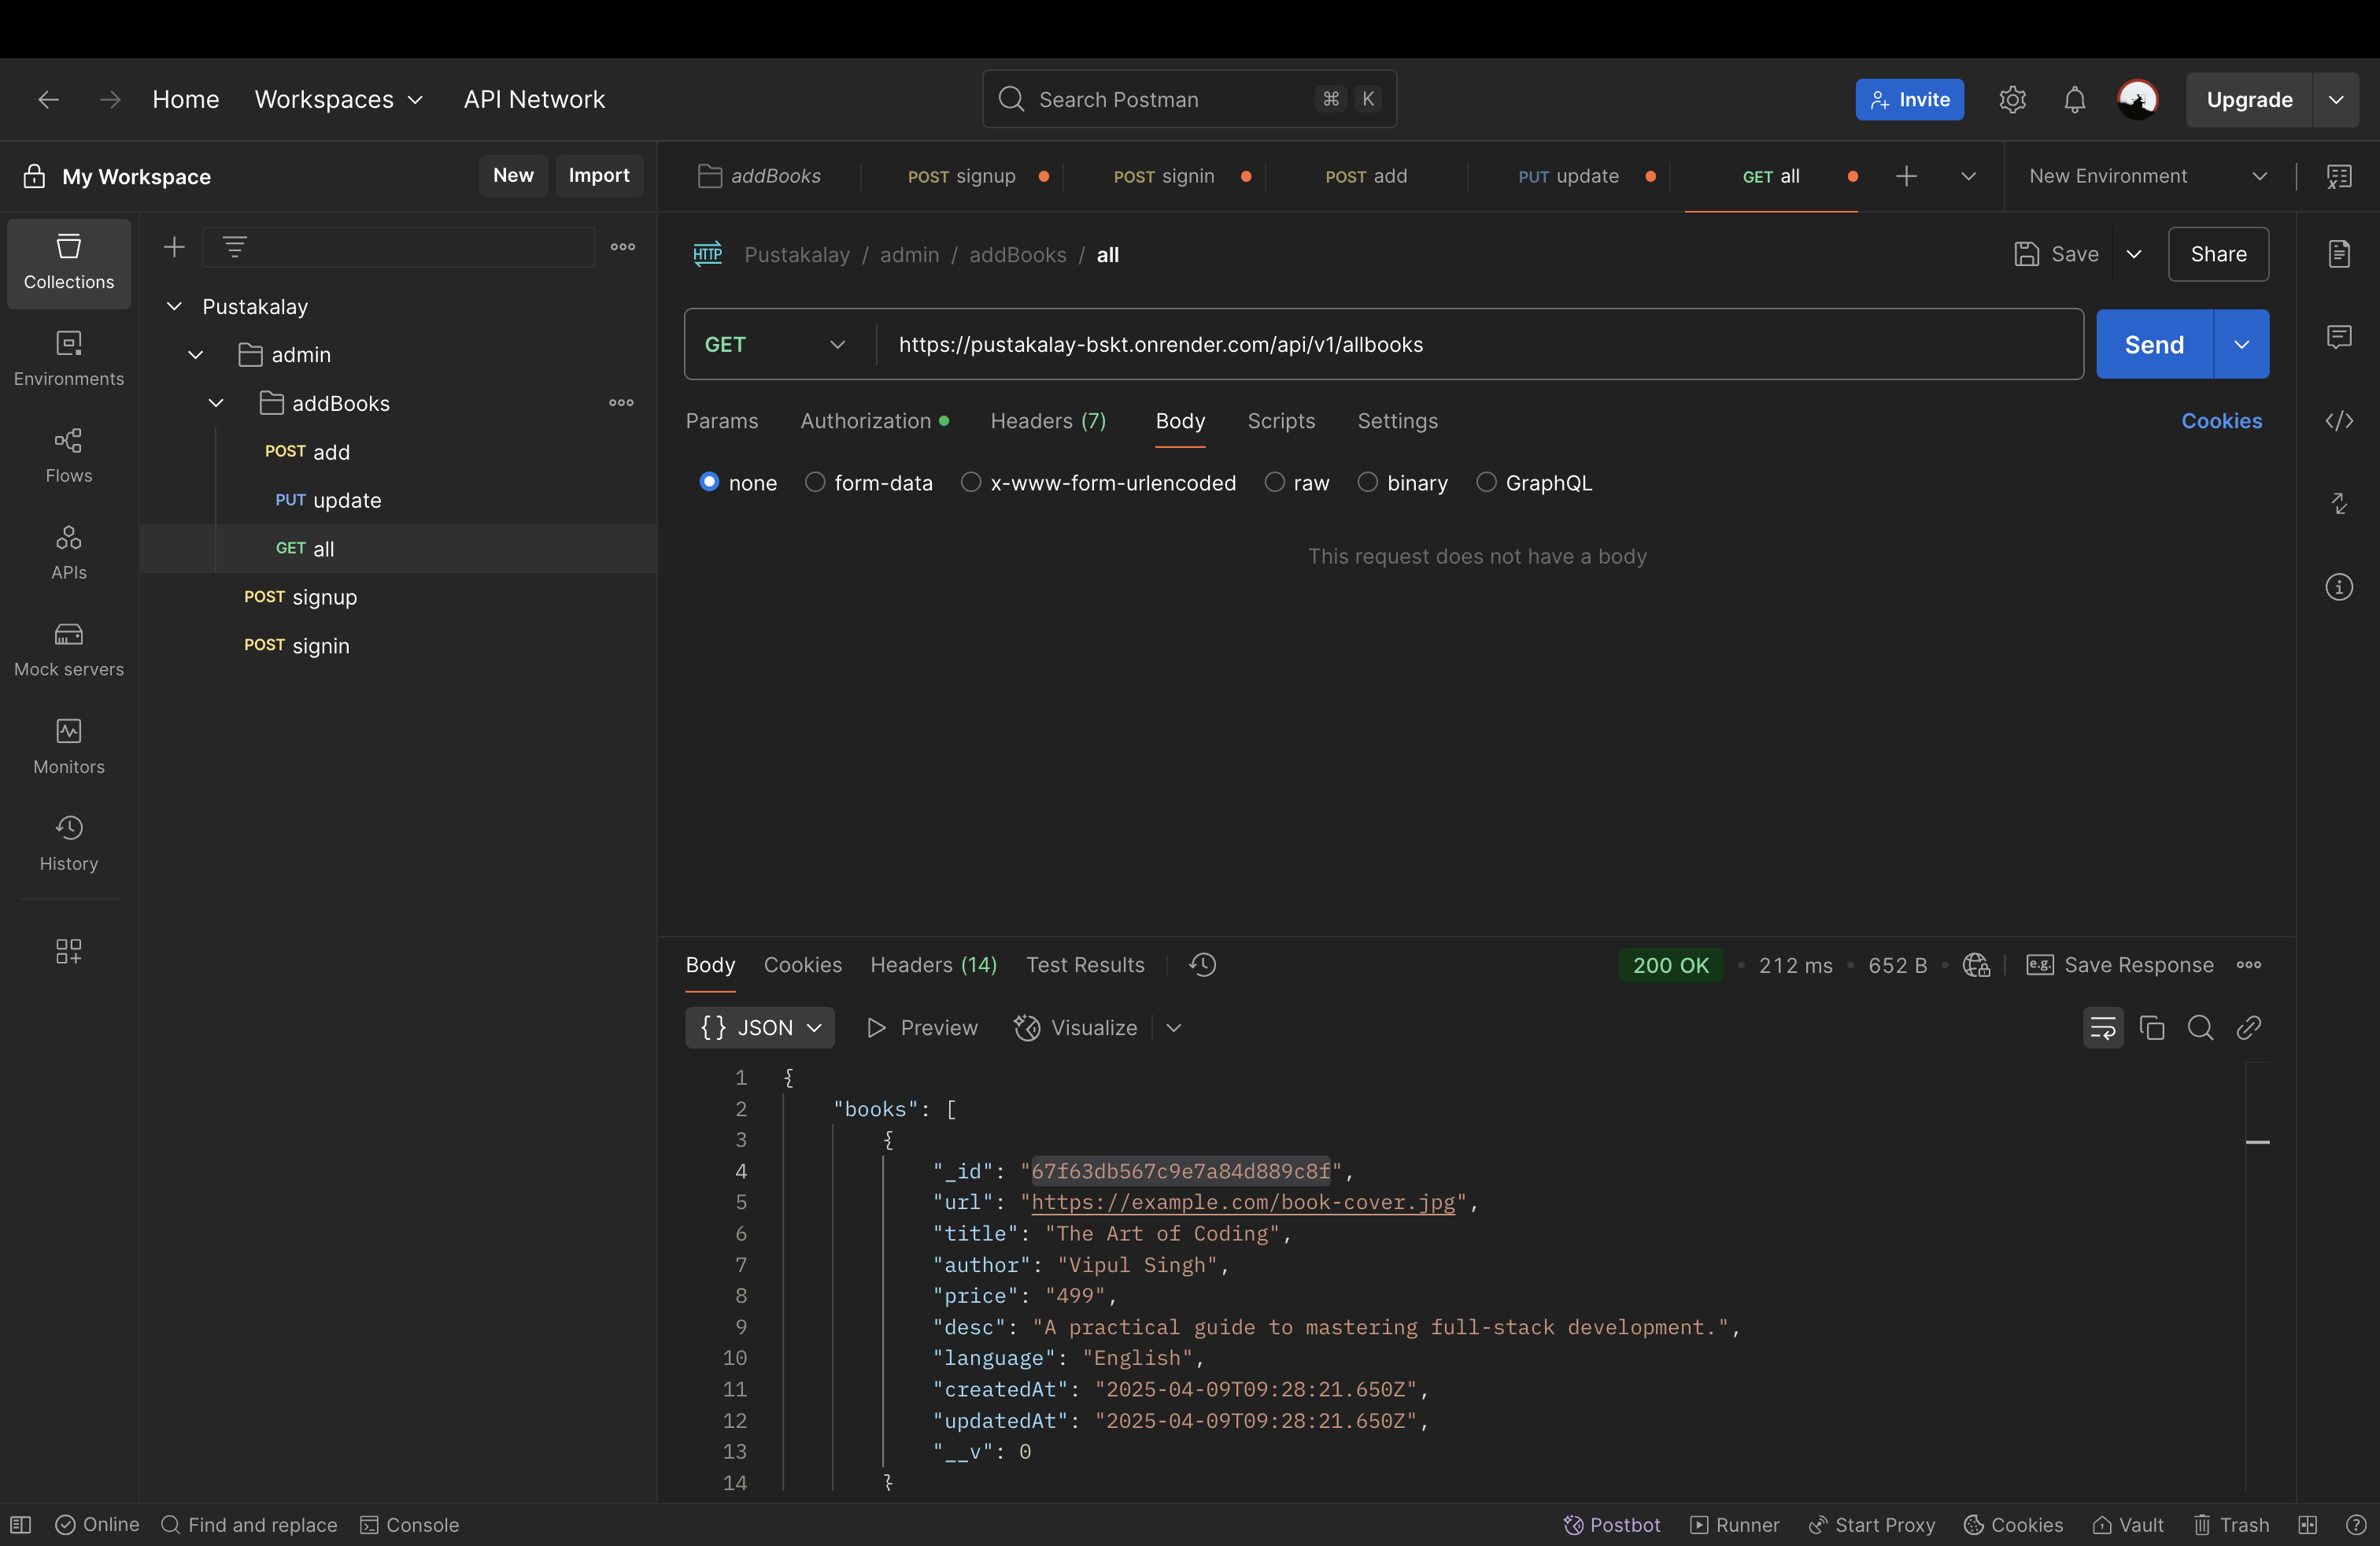 Home Workspaces API Network Search Postman ⌘ K Invite Upgrade
My Workspace New Import
addBooks POST signup POST signin POST add PUT update GET all New Environment
Collections
Environments
Flows
APIs
Mock servers
Monitors
History
Pustakalay
admin
addBooks
POST add
PUT update
GET all
POST signup
POST signin
HTTP Pustakalay / admin / addBooks / all Save Share
GET https://pustakalay-bskt.onrender.com/api/v1/allbooks Send
Params Authorization Headers (7) Body Scripts Settings Cookies
none form-data x-www-form-urlencoded raw binary GraphQL
This request does not have a body
Body Cookies Headers (14) Test Results 200 OK • 212 ms • 652 B • e.g. Save Response
{} JSON Preview Visualize
1 {
2 "books": [
3 {
4 "_id": "67f63db567c9e7a84d889c8f",
5 "url": "https://example.com/book-cover.jpg",
6 "title": "The Art of Coding",
7 "author": "Vipul Singh",
8 "price": "499",
9 "desc": "A practical guide to mastering full-stack development.",
10 "language": "English",
11 "createdAt": "2025-04-09T09:28:21.650Z",
12 "updatedAt": "2025-04-09T09:28:21.650Z",
13 "__v": 0
14 }
Online Find and replace Console Postbot Runner Start Proxy Cookies Vault Trash